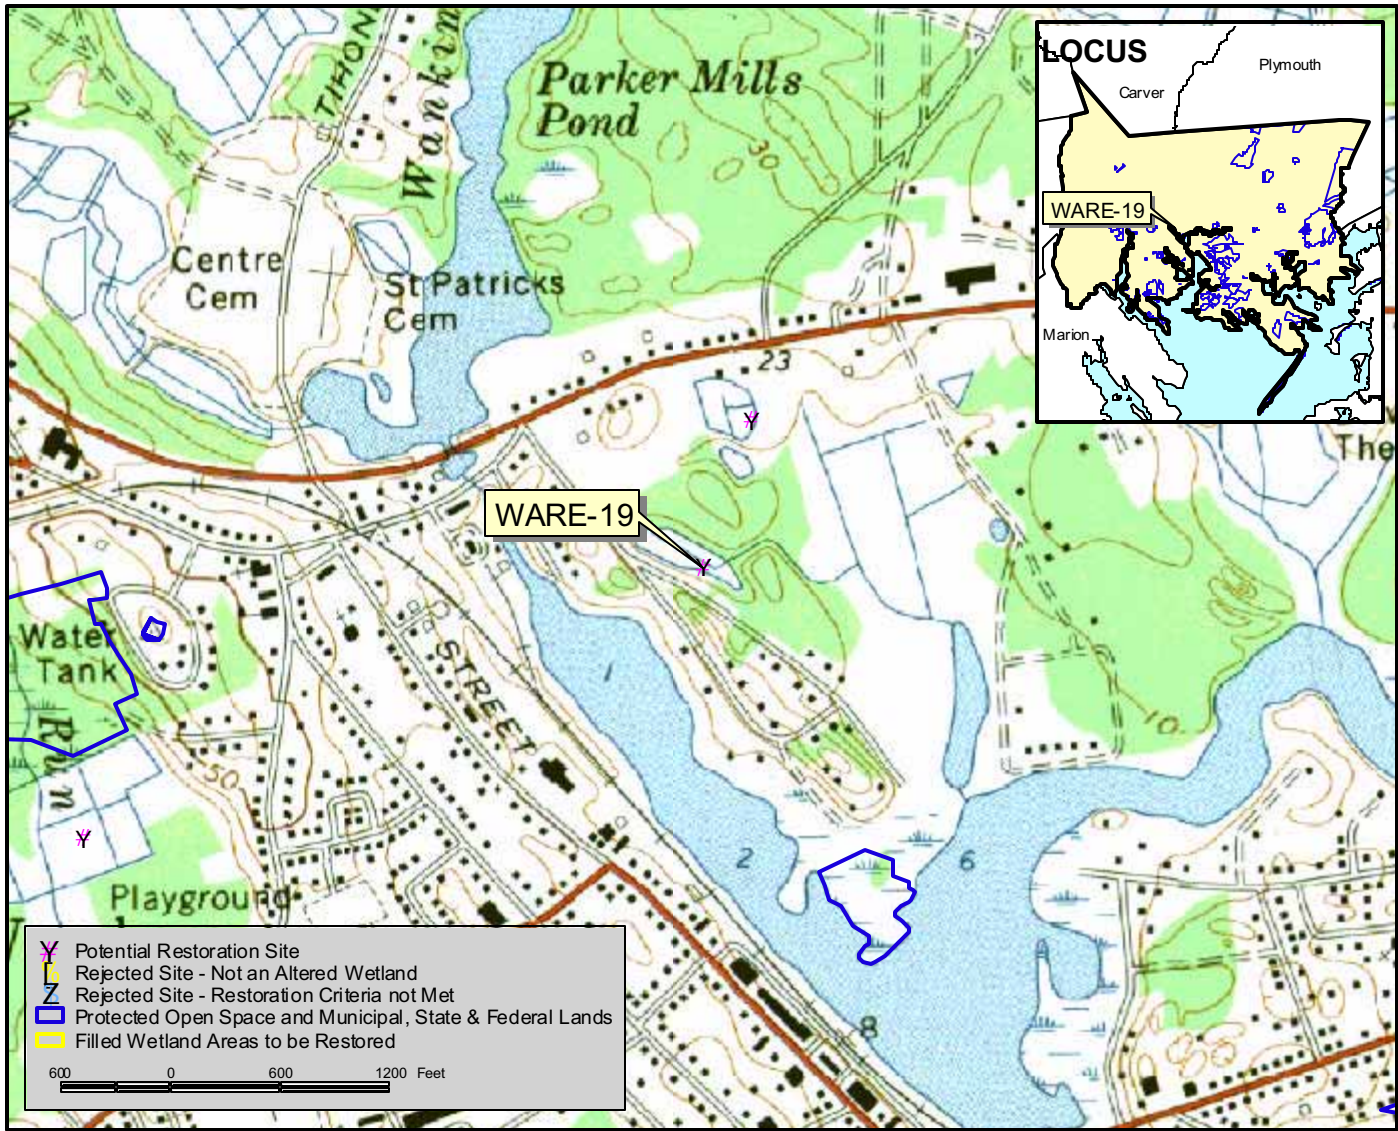 TIHON
Wankin
Parker Mills
Pond
30
LOCUS
Carver
Plymouth
WARE-19
Marion
Centre
Cem
St Patricks
Cem
23
The
WARE-19
Water
Tank
Run
STREET
1
50
10
2
6
8
Playground
Y Potential Restoration Site
Rejected Site - Not an Altered Wetland
Z Rejected Site - Restoration Criteria not Met
Protected Open Space and Municipal, State & Federal Lands
Filled Wetland Areas to be Restored
600 0 600 1200 Feet